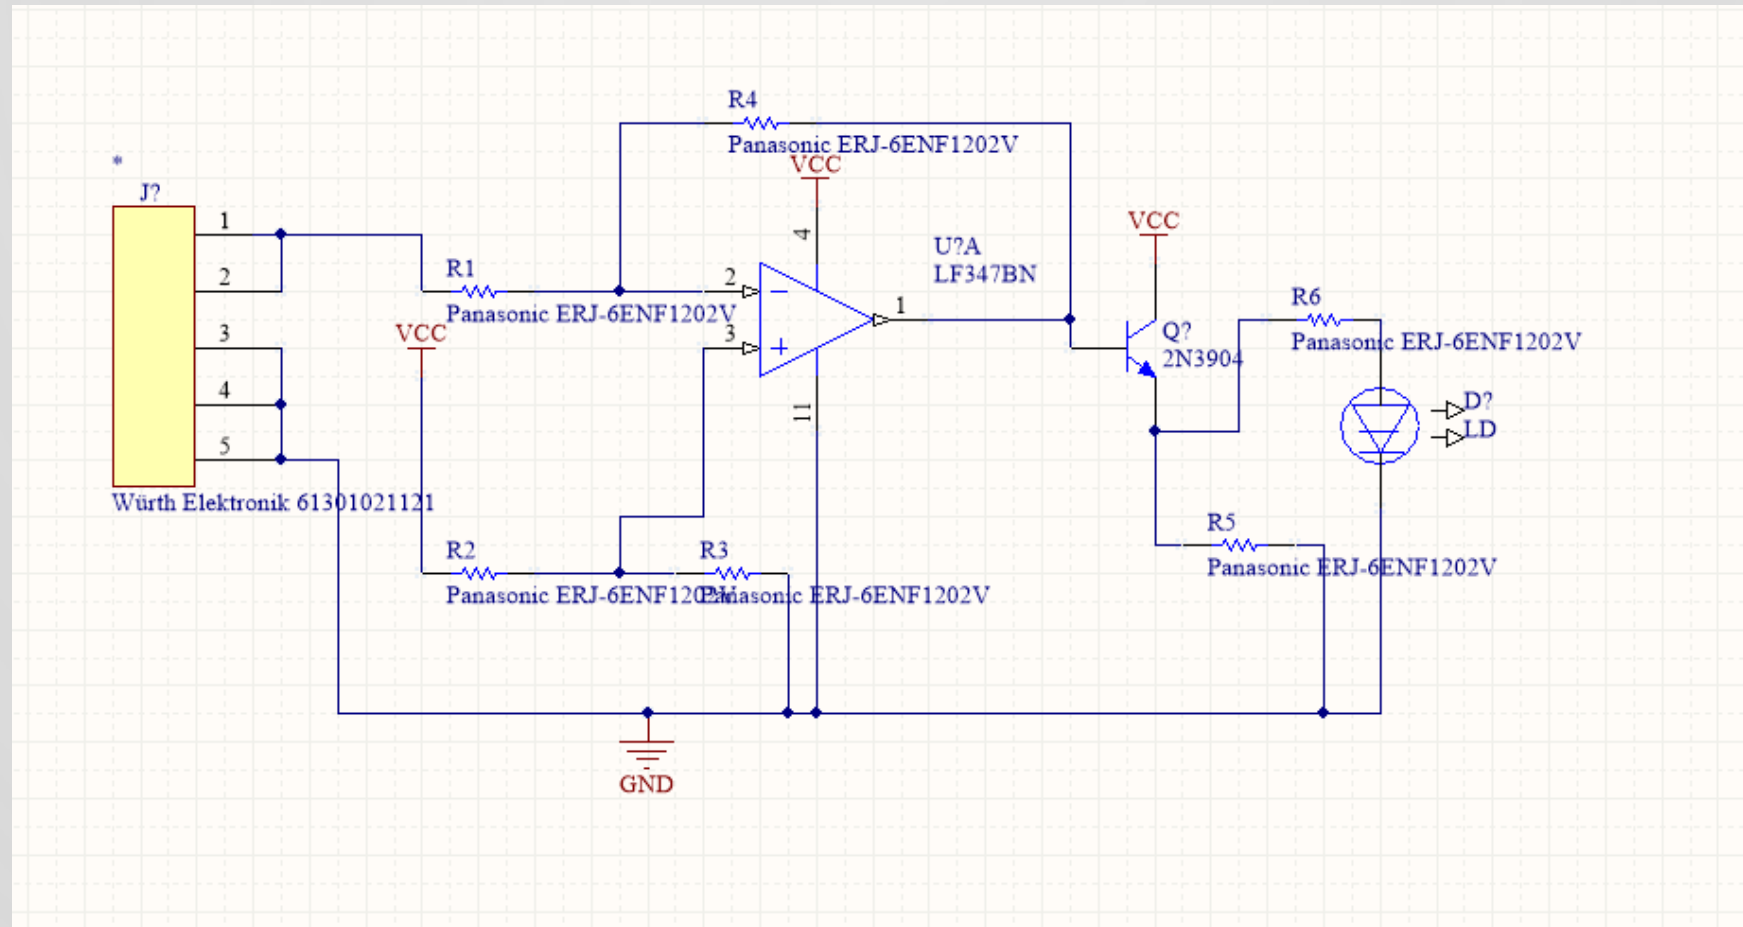 *
J?
1
2
3
4
5
Würth Elektronik 61301021121
R1
Panasonic ERJ-6ENF1202V
VCC
R2
Panasonic ERJ-6ENF1202V
R3
Panasonic ERJ-6ENF1202V
R4
Panasonic ERJ-6ENF1202V
VCC
4
2
3
11
1
U?A
LF347BN
GND
VCC
Q?
2N3904
R6
Panasonic ERJ-6ENF1202V
D?
LD
R5
Panasonic ERJ-6ENF1202V